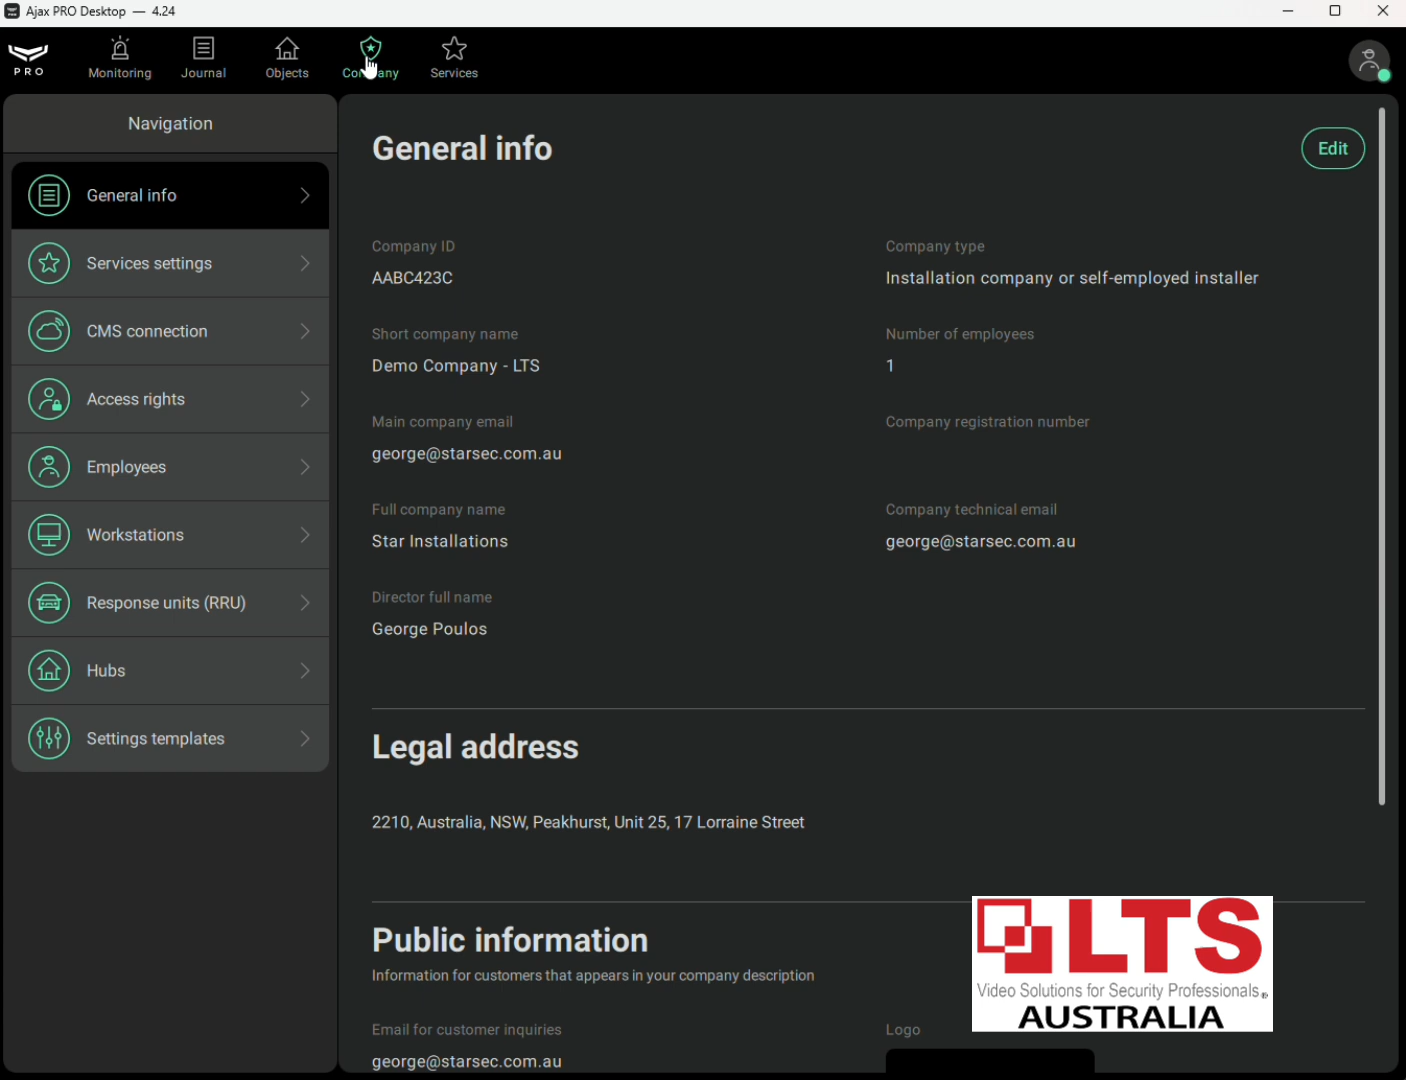 Ajax PRO Desktop — 4.24
PRO
Monitoring
Journal
Objects
Services
Navigation
General info
Services settings
CMS connection
Access rights
Employees
Workstations
Response units (RRU)
Hubs
Settings templates
General info
Edit
Company ID
AABC423C
Company type
Installation company or self-employed installer
Short company name
Demo Company - LTS
Number of employees
1
Main company email
george@starsec.com.au
Company registration number
Full company name
Star Installations
Company technical email
george@starsec.com.au
Director full name
George Poulos
Legal address
2210, Australia, NSW, Peakhurst, Unit 25, 17 Lorraine Street
Public information
Information for customers that appears in your company description
Email for customer inquiries
george@starsec.com.au
Logo
LTS
Video Solutions for Security Professionals
AUSTRALIA